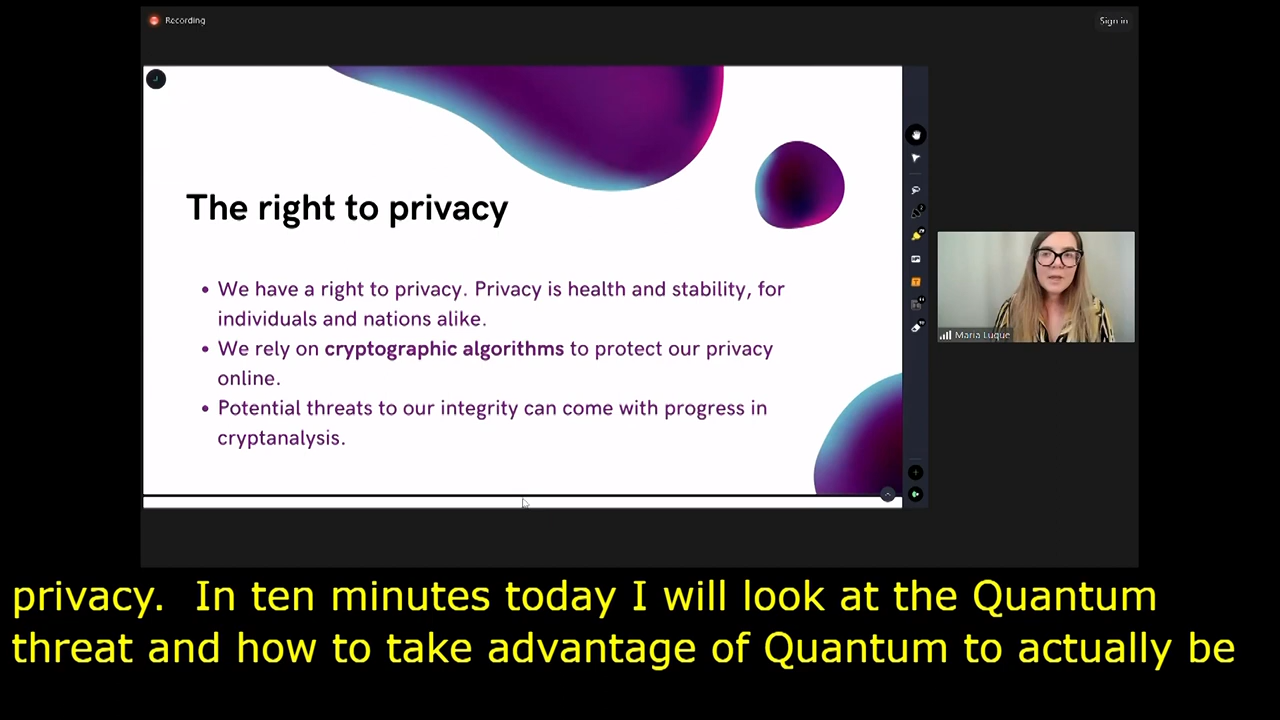 Recording
Sign in
The right to privacy
• We have a right to privacy. Privacy is health and stability, for
individuals and nations alike.
• We rely on cryptographic algorithms to protect our privacy
online.
• Potential threats to our integrity can come with progress in
cryptanalysis.
Maria Luque
privacy.  In ten minutes today I will look at the Quantum
threat and how to take advantage of Quantum to actually be